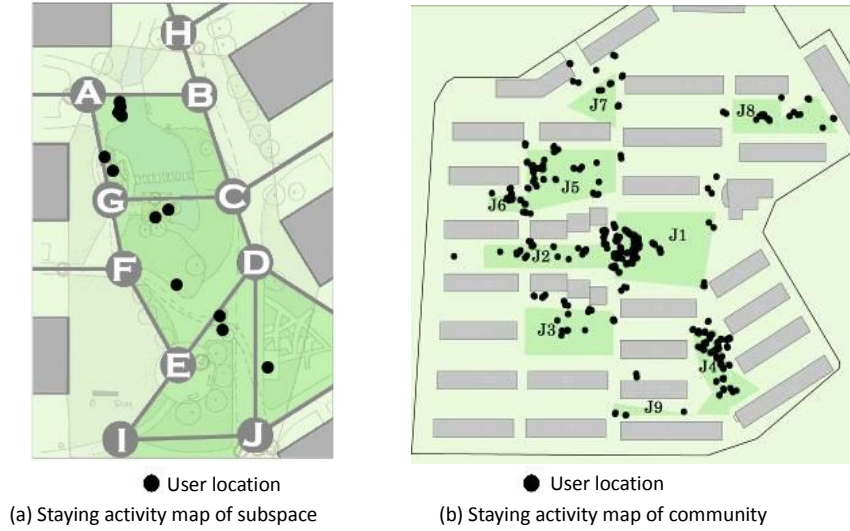 H
A
B
G
C
F
D
E
I
J
J7
J8
J5
J6
J1
J2
J3
J4
J9
User location
User location
(a) Staying activity map of subspace
(b) Staying activity map of community